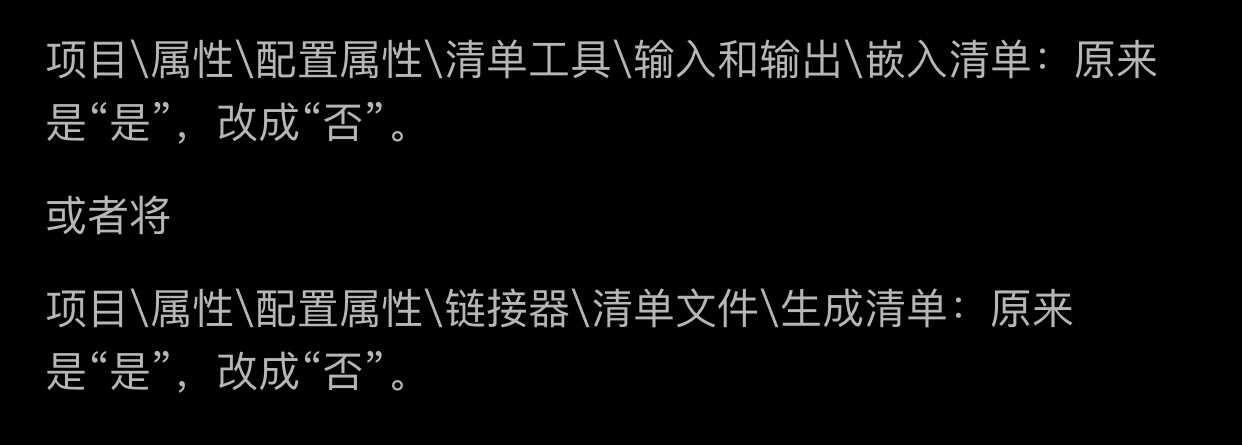 项目\属性\配置属性\清单工具\输入和输出\嵌入清单：原来
是“是”，改成“否”。
或者将
项目\属性\配置属性\链接器\清单文件\生成清单：原来
是“是”，改成“否”。